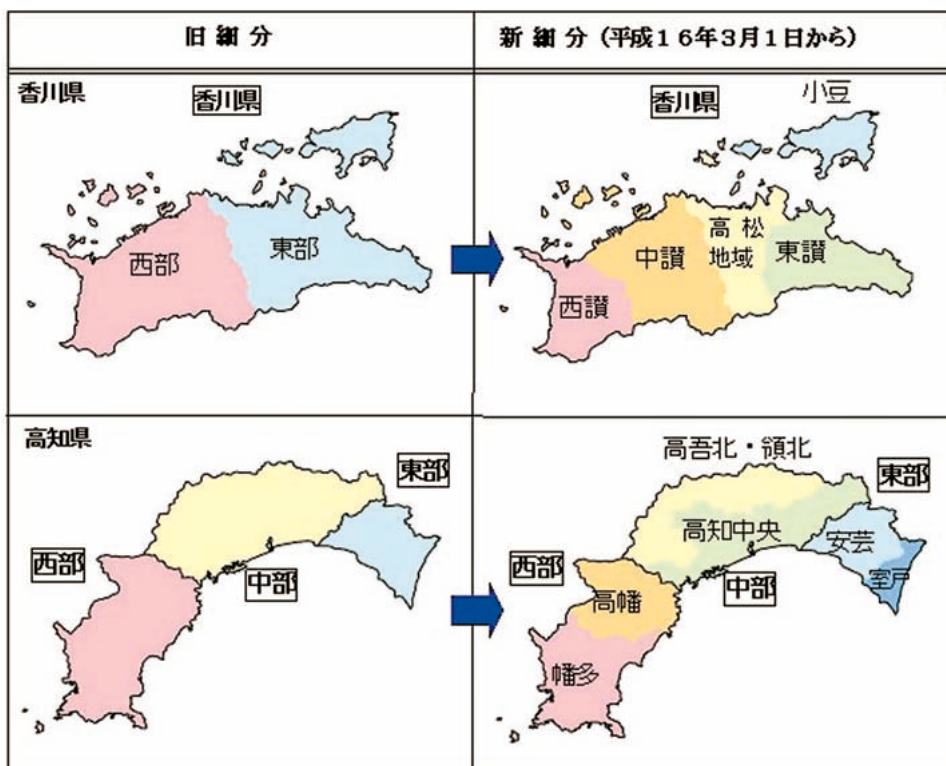 旧細分
新細分（平成１６年３月１日から）
香川県
香川県
西部
東部
香川県
小豆
高松
地域
中讃
東讃
西讃
高知県
東部
西部
中部
高吾北・領北
東部
高知中央
安芸
室戸
西部
中部
高幡
幡多